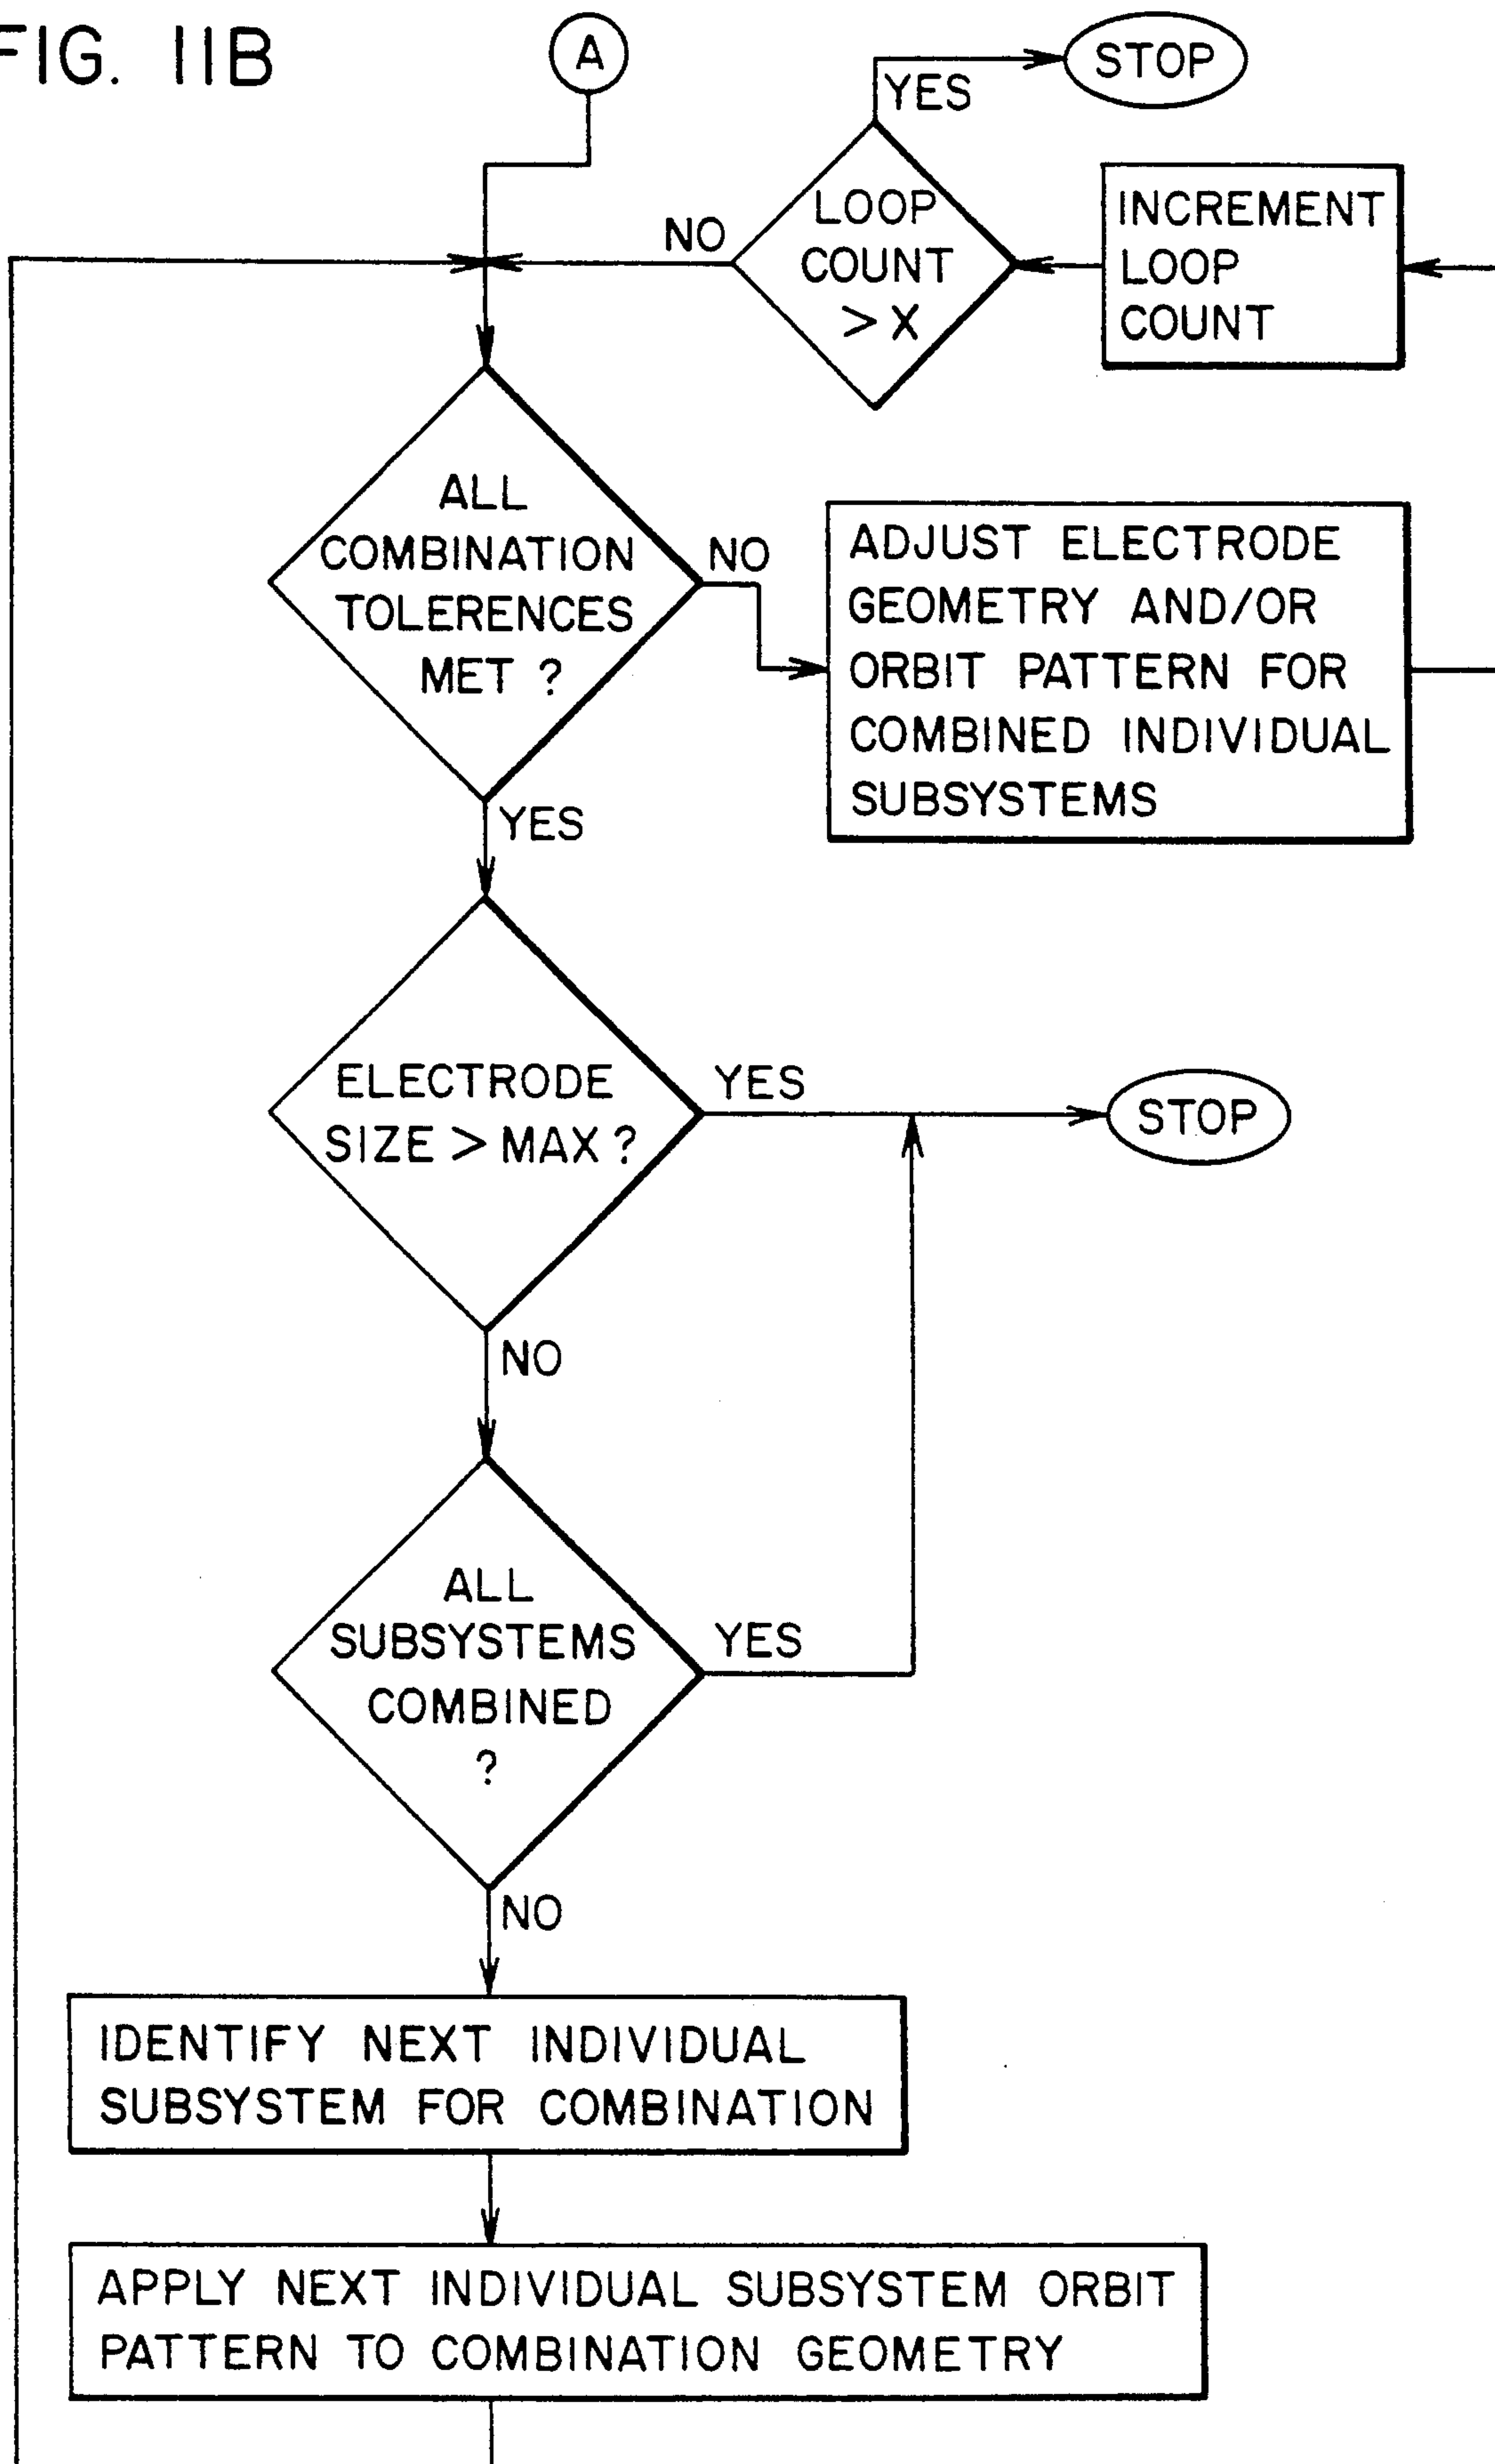 FIG. 11B
A
STOP
YES
LOOP
COUNT
> X
NO
INCREMENT
LOOP
COUNT
ALL
COMBINATION
TOLERENCES
MET ?
NO
ADJUST ELECTRODE
GEOMETRY AND/OR
ORBIT PATTERN FOR
COMBINED INDIVIDUAL
SUBSYSTEMS
YES
ELECTRODE
SIZE > MAX ?
YES
STOP
NO
ALL
SUBSYSTEMS
COMBINED
?
YES
NO
IDENTIFY NEXT INDIVIDUAL
SUBSYSTEM FOR COMBINATION
APPLY NEXT INDIVIDUAL SUBSYSTEM ORBIT
PATTERN TO COMBINATION GEOMETRY